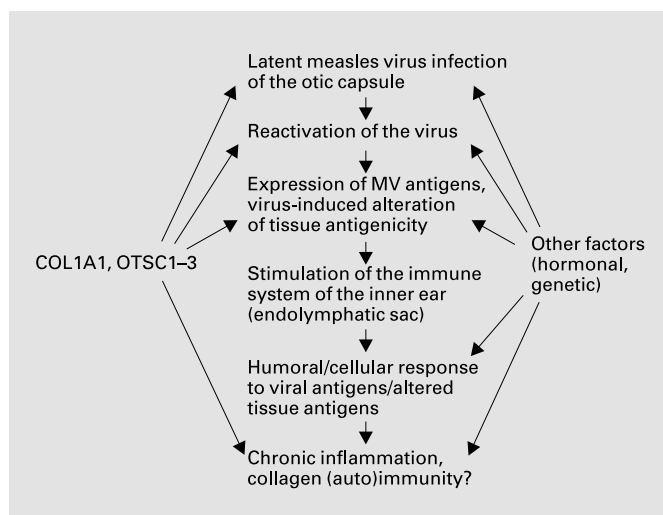 Latent measles virus infection
of the otic capsule
Reactivation of the virus
Expression of MV antigens,
virus-induced alteration
of tissue antigenicity
COL1A1, OTSC1–3
Other factors
(hormonal,
genetic)
Stimulation of the immune
system of the inner ear
(endolymphatic sac)
Humoral/cellular response
to viral antigens/altered
tissue antigens
Chronic inflammation,
collagen (auto)immunity?